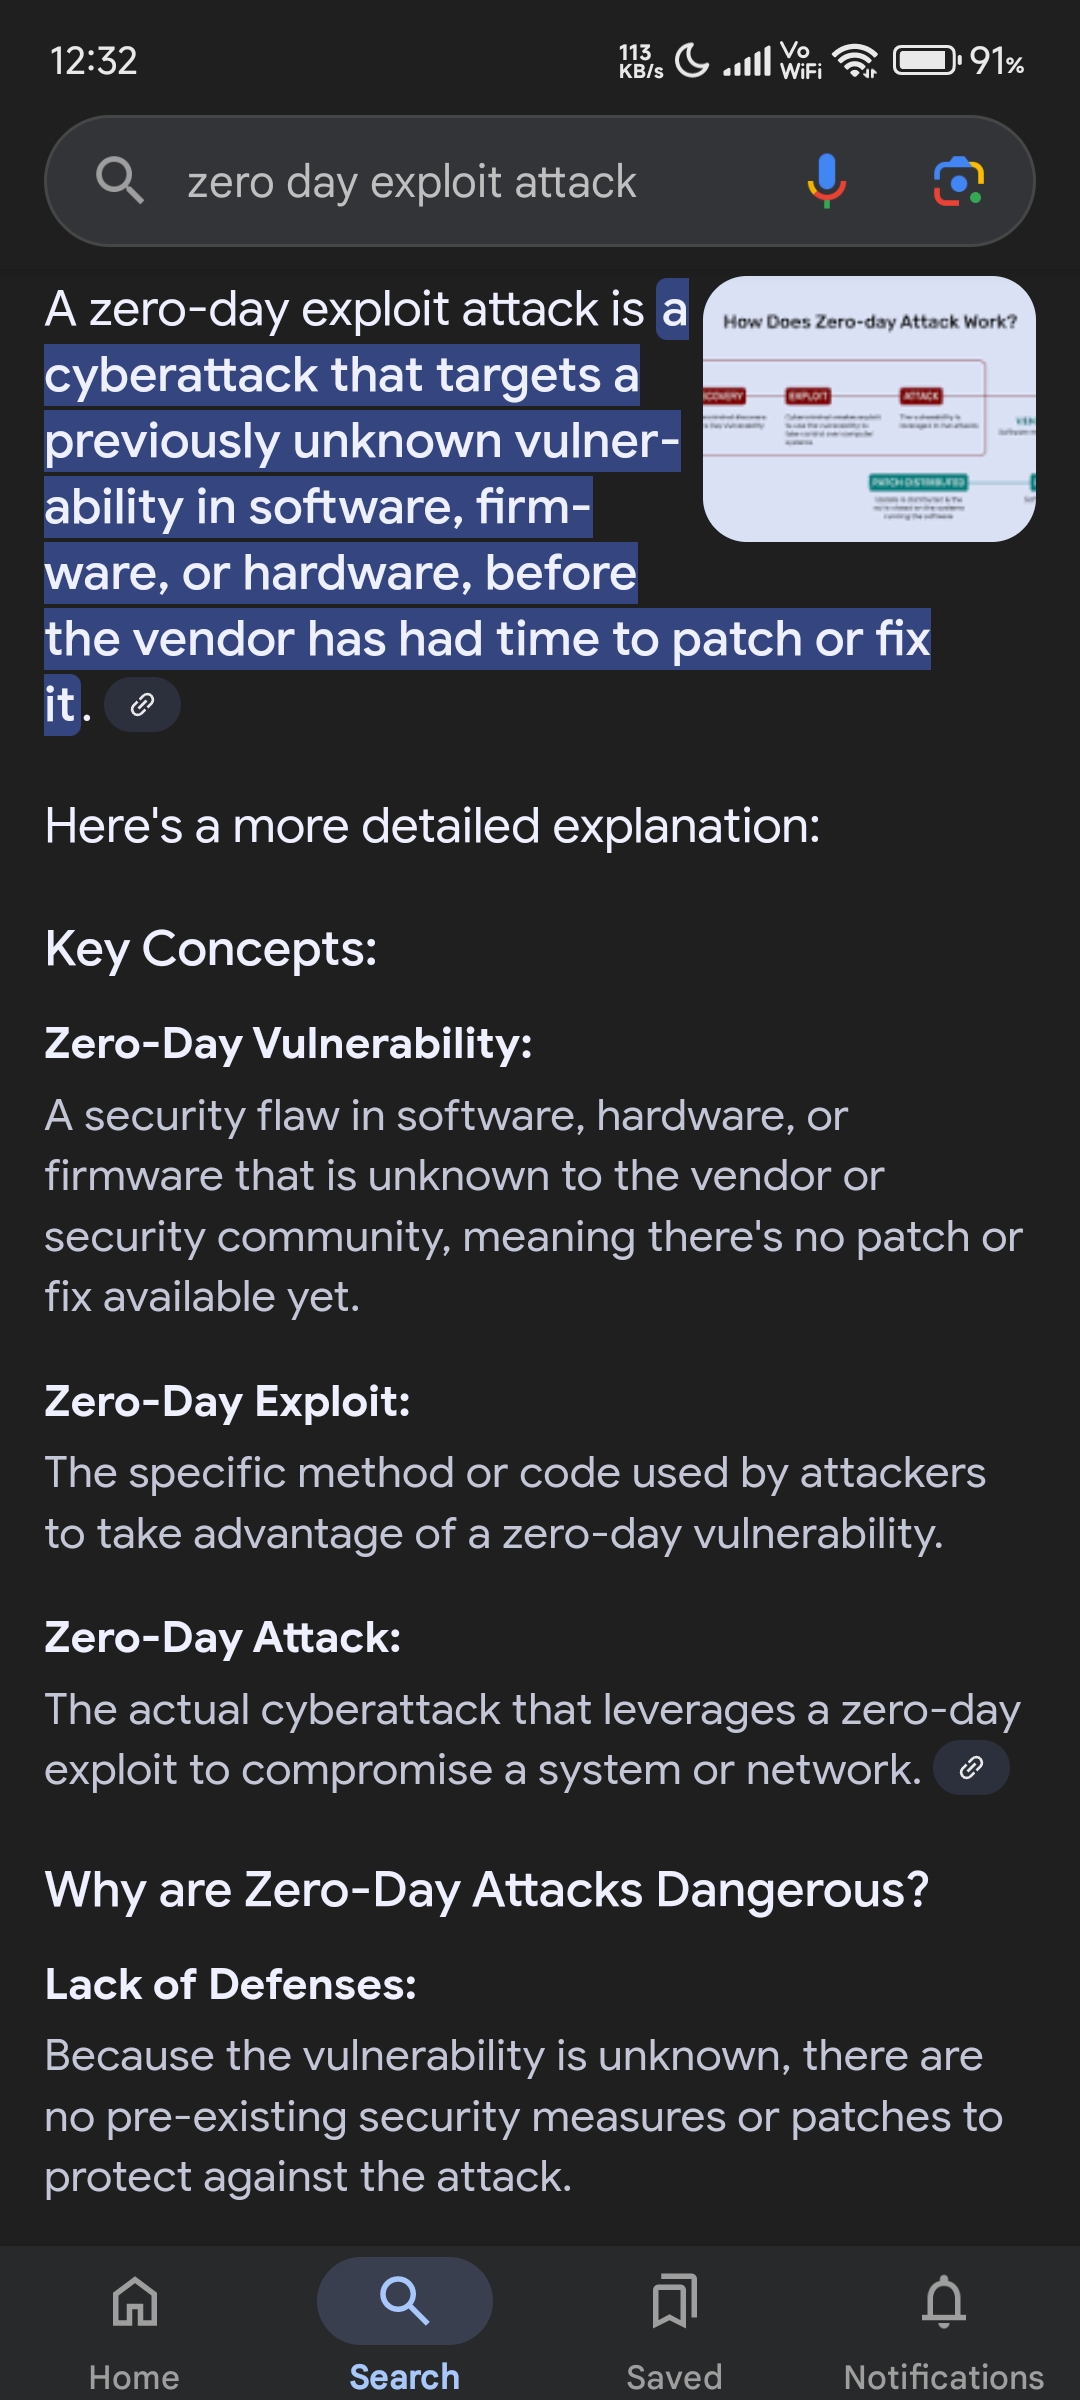 12:32
113
KB/s
Vo
WiFi
91%
zero day exploit attack
A zero-day exploit attack is a
cyberattack that targets a
previously unknown vulner-
ability in software, firm-
ware, or hardware, before
the vendor has had time to patch or fix
it.
How Does Zero-day Attack Work?
EXPLOIT
ATTACK
PATCH DISTRIBUTED
Here's a more detailed explanation:
Key Concepts:
Zero-Day Vulnerability:
A security flaw in software, hardware, or
firmware that is unknown to the vendor or
security community, meaning there's no patch or
fix available yet.
Zero-Day Exploit:
The specific method or code used by attackers
to take advantage of a zero-day vulnerability.
Zero-Day Attack:
The actual cyberattack that leverages a zero-day
exploit to compromise a system or network.
Why are Zero-Day Attacks Dangerous?
Lack of Defenses:
Because the vulnerability is unknown, there are
no pre-existing security measures or patches to
protect against the attack.
Home
Search
Saved
Notifications